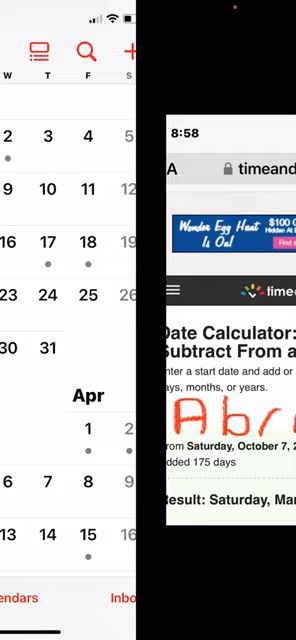 W T F S
2 3 4 5
9 10 11 12
16 17 18 19
23 24 25 26
30 31
Apr
1 2
6 7 8 9
13 14 15 16
endars Inbo
8:58
A timeand
Wonder Egg Hunt
Is On!
$100 G
Hidden At E
Find
time
Date Calculator:
Subtract From a
nter a start date and add or
ays, months, or years.
Abr
rom Saturday, October 7, 2
dded 175 days
Result: Saturday, Mar